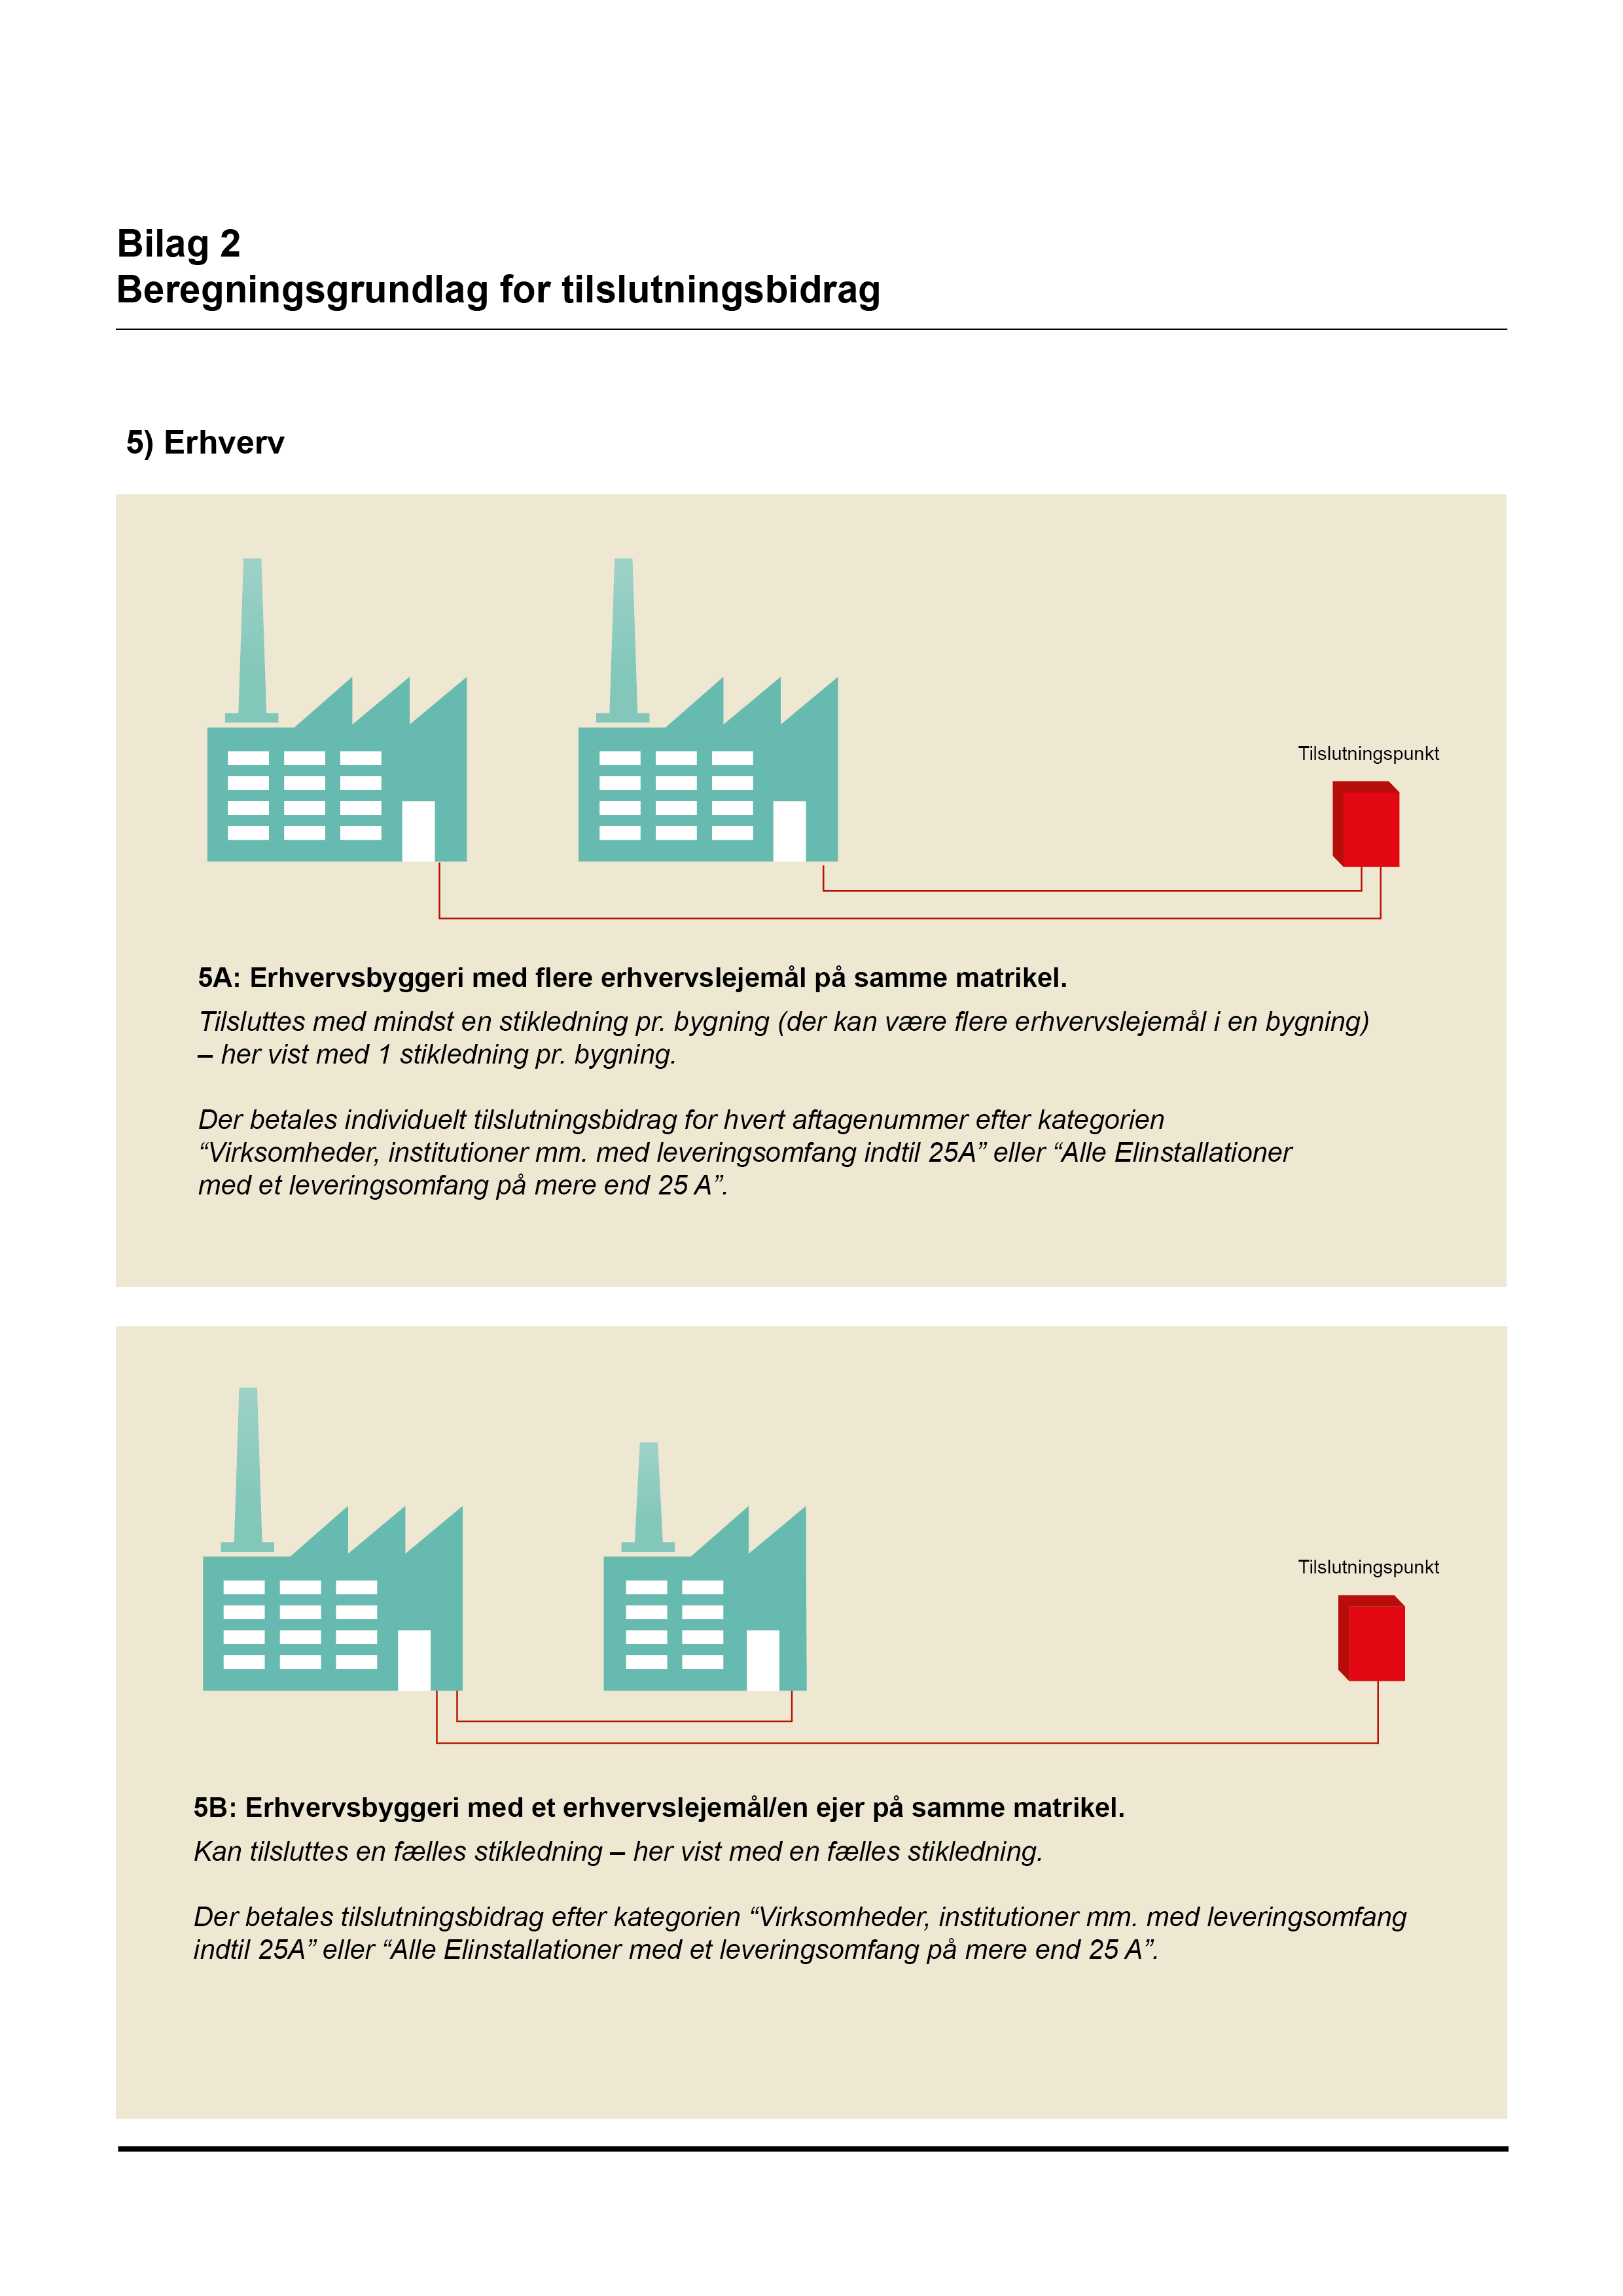 Bilag 2
Beregningsgrundlag for tilslutningsbidrag
5) Erhverv
Tilslutningspunkt
5A: Erhvervsbyggeri med flere erhvervslejemål på samme matrikel.
Tilsluttes med mindst en stikledning pr. bygning (der kan være flere erhvervslejemål i en bygning)
– her vist med 1 stikledning pr. bygning.
Der betales individuelt tilslutningsbidrag for hvert aftagenummer efter kategorien
“Virksomheder, institutioner mm. med leveringsomfang indtil 25A” eller “Alle Elinstallationer
med et leveringsomfang på mere end 25 A”.
Tilslutningspunkt
5B: Erhvervsbyggeri med et erhvervslejemål/en ejer på samme matrikel.
Kan tilsluttes en fælles stikledning – her vist med en fælles stikledning.
Der betales tilslutningsbidrag efter kategorien “Virksomheder, institutioner mm. med leveringsomfang
indtil 25A” eller “Alle Elinstallationer med et leveringsomfang på mere end 25 A”.